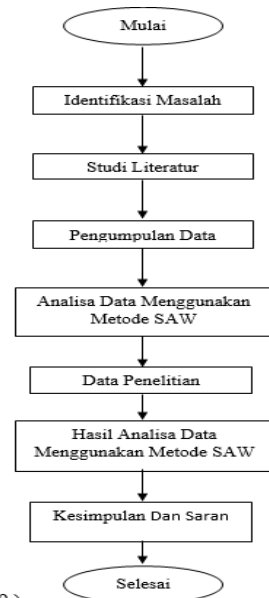 Mulai
Identifikasi Masalah
Studi Literatur
Pengumpulan Data
Analisa Data Menggunakan
Metode SAW
Data Penelitian
Hasil Analisa Data
Menggunakan Metode SAW
Kesimpulan Dan Saran
Selesai